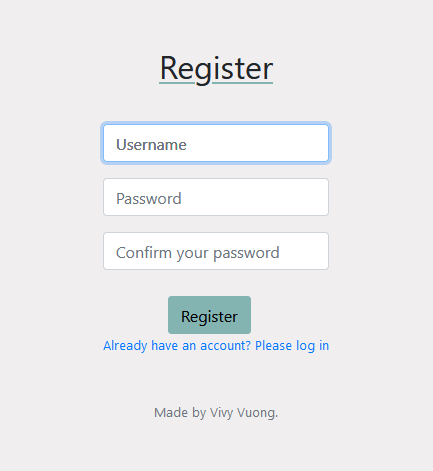 Register
Username
Password
Confirm your password
Register
Already have an account? Please log in
Made by Vivy Vuong.